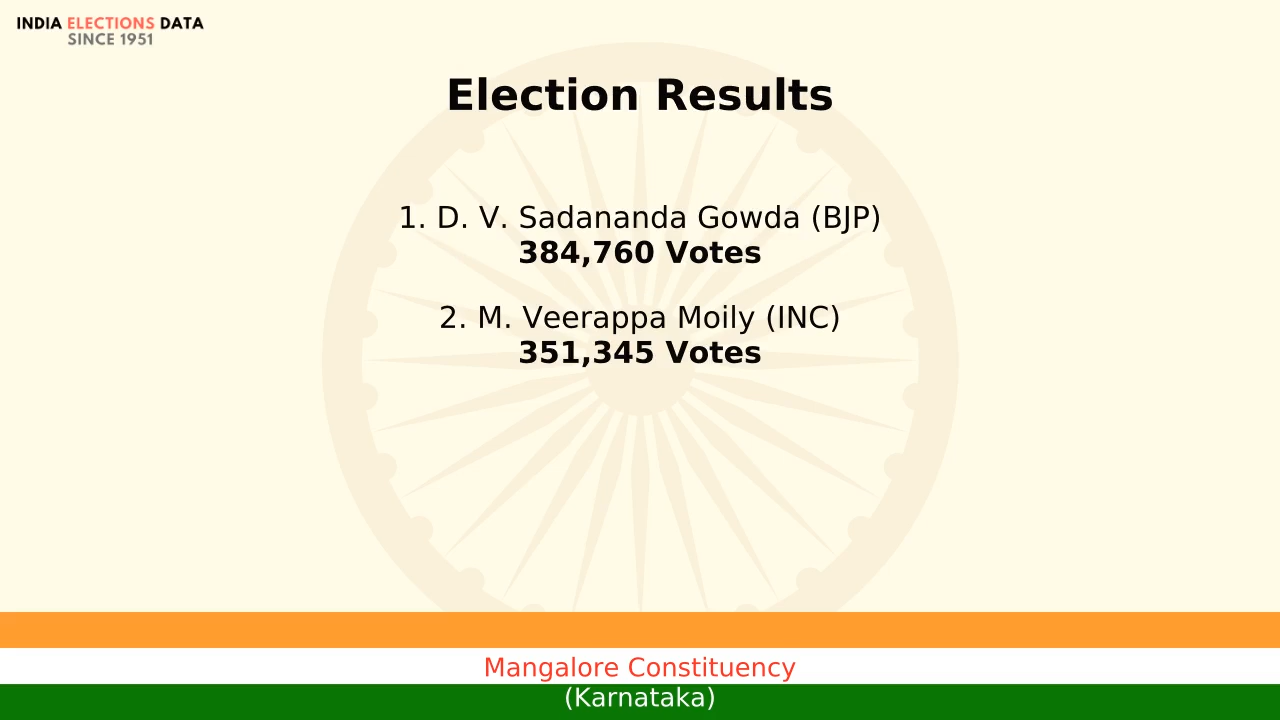 INDIA ELECTIONS DATA
SINCE 1951
Election Results
1. D. V. Sadananda Gowda (BJP)
384,760 Votes
2. M. Veerappa Moily (INC)
351,345 Votes
Mangalore Constituency
(Karnataka)